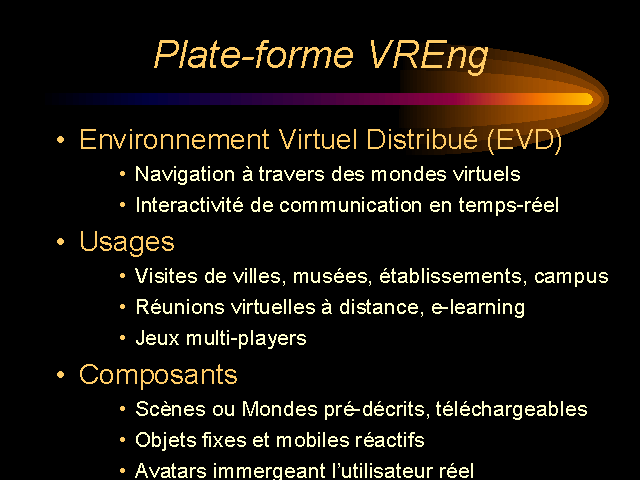 Plate-forme VREng
• Environnement Virtuel Distribué (EVD)
• Navigation à travers des mondes virtuels
• Interactivité de communication en temps-réel
• Usages
• Visites de villes, musées, établissements, campus
• Réunions virtuelles à distance, e-learning
• Jeux multi-players
• Composants
• Scènes ou Mondes pré-décrits, téléchargeables
• Objets fixes et mobiles réactifs
• Avatars immergeant l'utilisateur réel